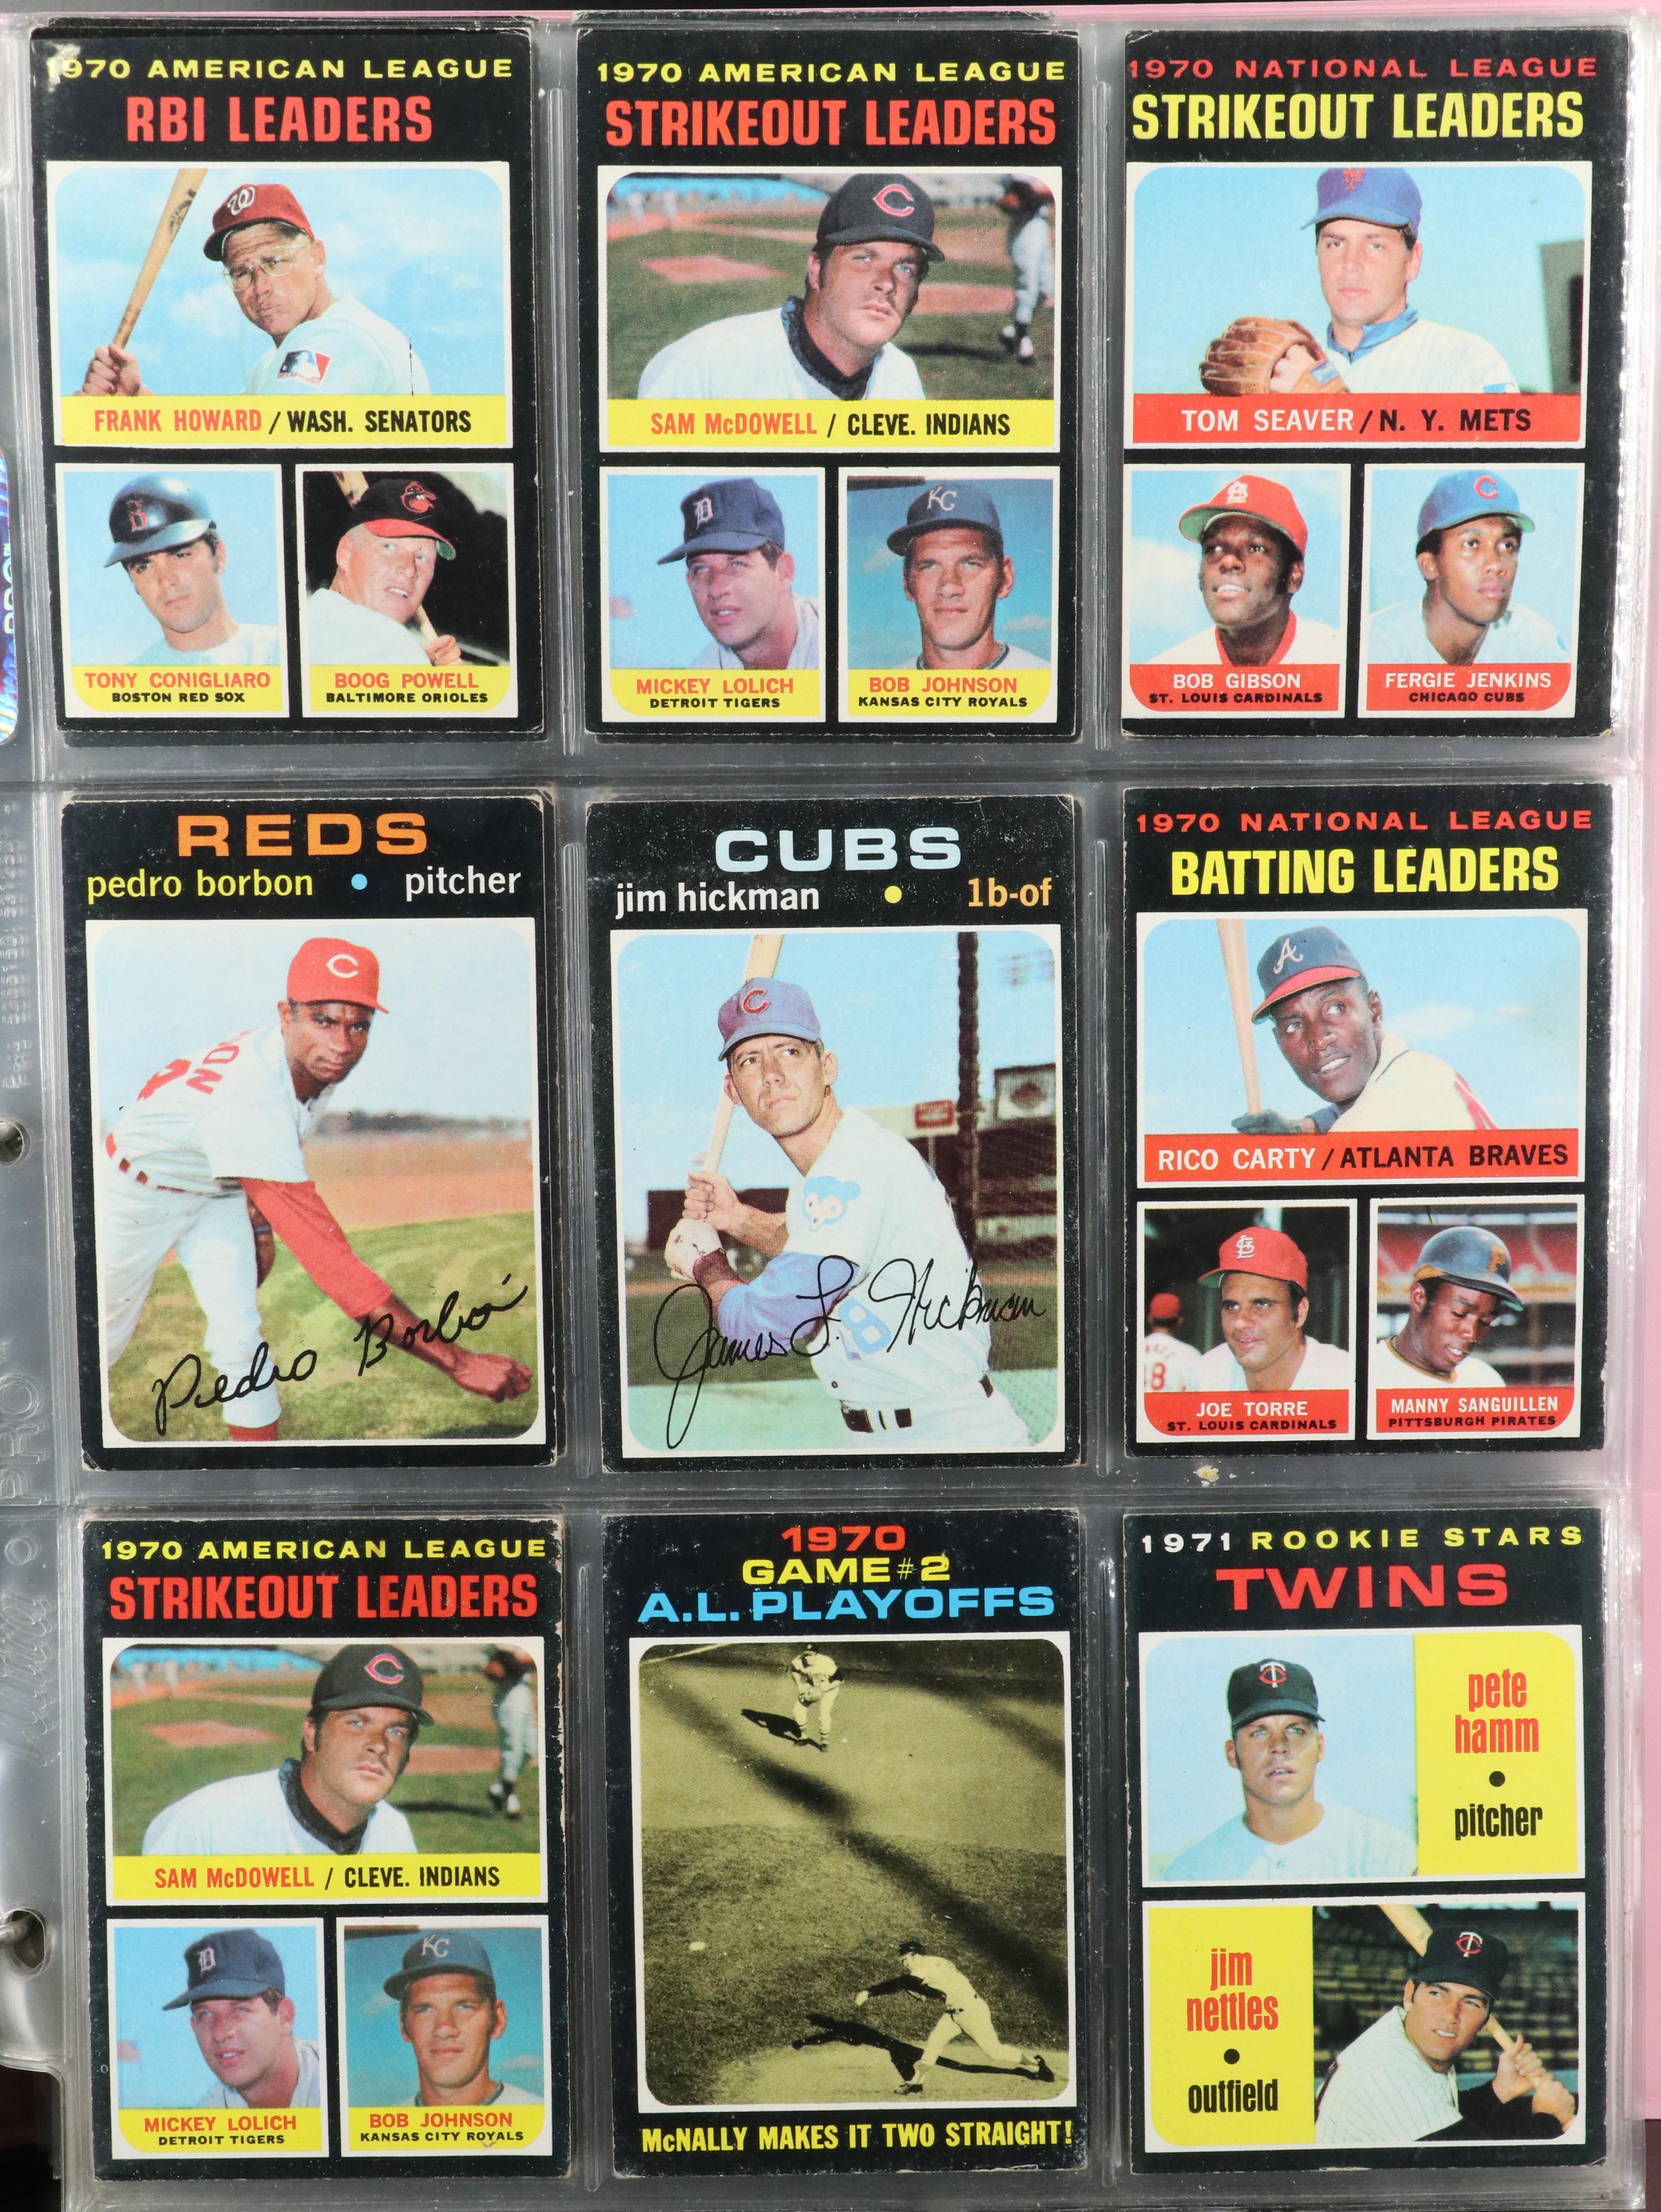 1970 AMERICAN LEAGUE
RBI LEADERS
FRANK HOWARD / WASH. SENATORS
TONY CONIGLIARO
BOSTON RED SOX
BOOG POWELL
BALTIMORE ORIOLES
1970 AMERICAN LEAGUE
STRIKEOUT LEADERS
SAM McDOWELL / CLEVE. INDIANS
MICKEY LOLICH
DETROIT TIGERS
BOB JOHNSON
KANSAS CITY ROYALS
1970 NATIONAL LEAGUE
STRIKEOUT LEADERS
TOM SEAVER / N. Y. METS
BOB GIBSON
ST. LOUIS CARDINALS
FERGIE JENKINS
CHICAGO CUBS
REDS
pedro borbon • pitcher
Pedro Borbón
CUBS
jim hickman • 1b-of
James L. Hickman
8
1970 NATIONAL LEAGUE
BATTING LEADERS
RICO CARTY / ATLANTA BRAVES
JOE TORRE
ST. LOUIS CARDINALS
MANNY SANGUILLEN
PITTSBURGH PIRATES
1970 AMERICAN LEAGUE
STRIKEOUT LEADERS
SAM McDOWELL / CLEVE. INDIANS
MICKEY LOLICH
DETROIT TIGERS
BOB JOHNSON
KANSAS CITY ROYALS
1970
GAME #2
A.L. PLAYOFFS
McNALLY MAKES IT TWO STRAIGHT!
1971 ROOKIE STARS
TWINS
pete
hamm
•
pitcher
jim
nettles
•
outfield